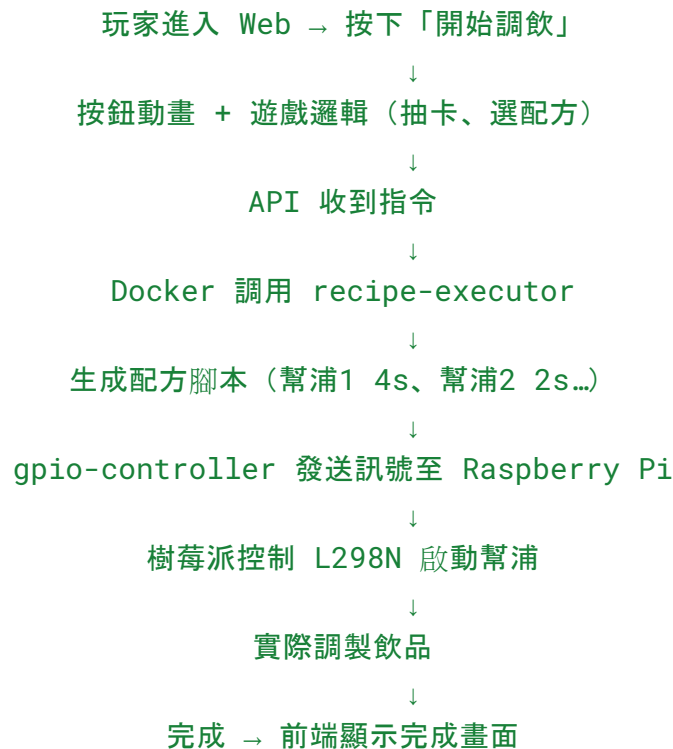 玩家進入 Web → 按下「開始調飲」
↓
按鈕動畫 + 遊戲邏輯（抽卡、選配方）
↓
API 收到指令
↓
Docker 調用 recipe-executor
↓
生成配方腳本（幫浦1 4s、幫浦2 2s…）
↓
gpio-controller 發送訊號至 Raspberry Pi
↓
樹莓派控制 L298N 啟動幫浦
↓
實際調製飲品
↓
完成 → 前端顯示完成畫面